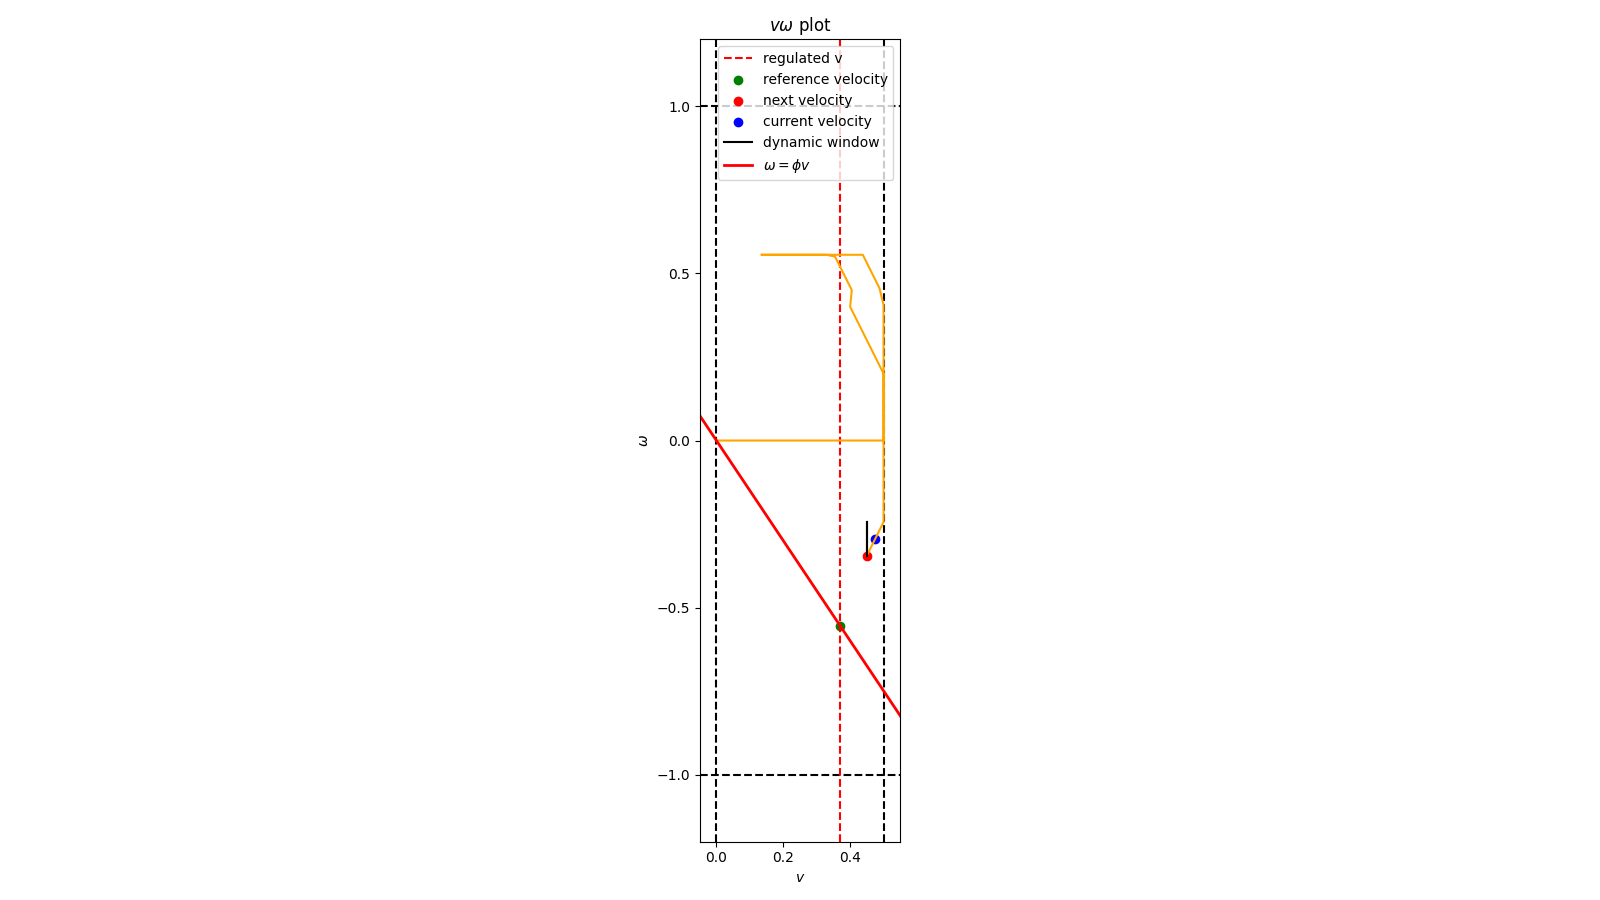 vω plot
regulated v
reference velocity
next velocity
current velocity
dynamic window
ω = ϕv
1.0
0.5
0.0
−0.5
−1.0
ω
0.0 0.2 0.4
v